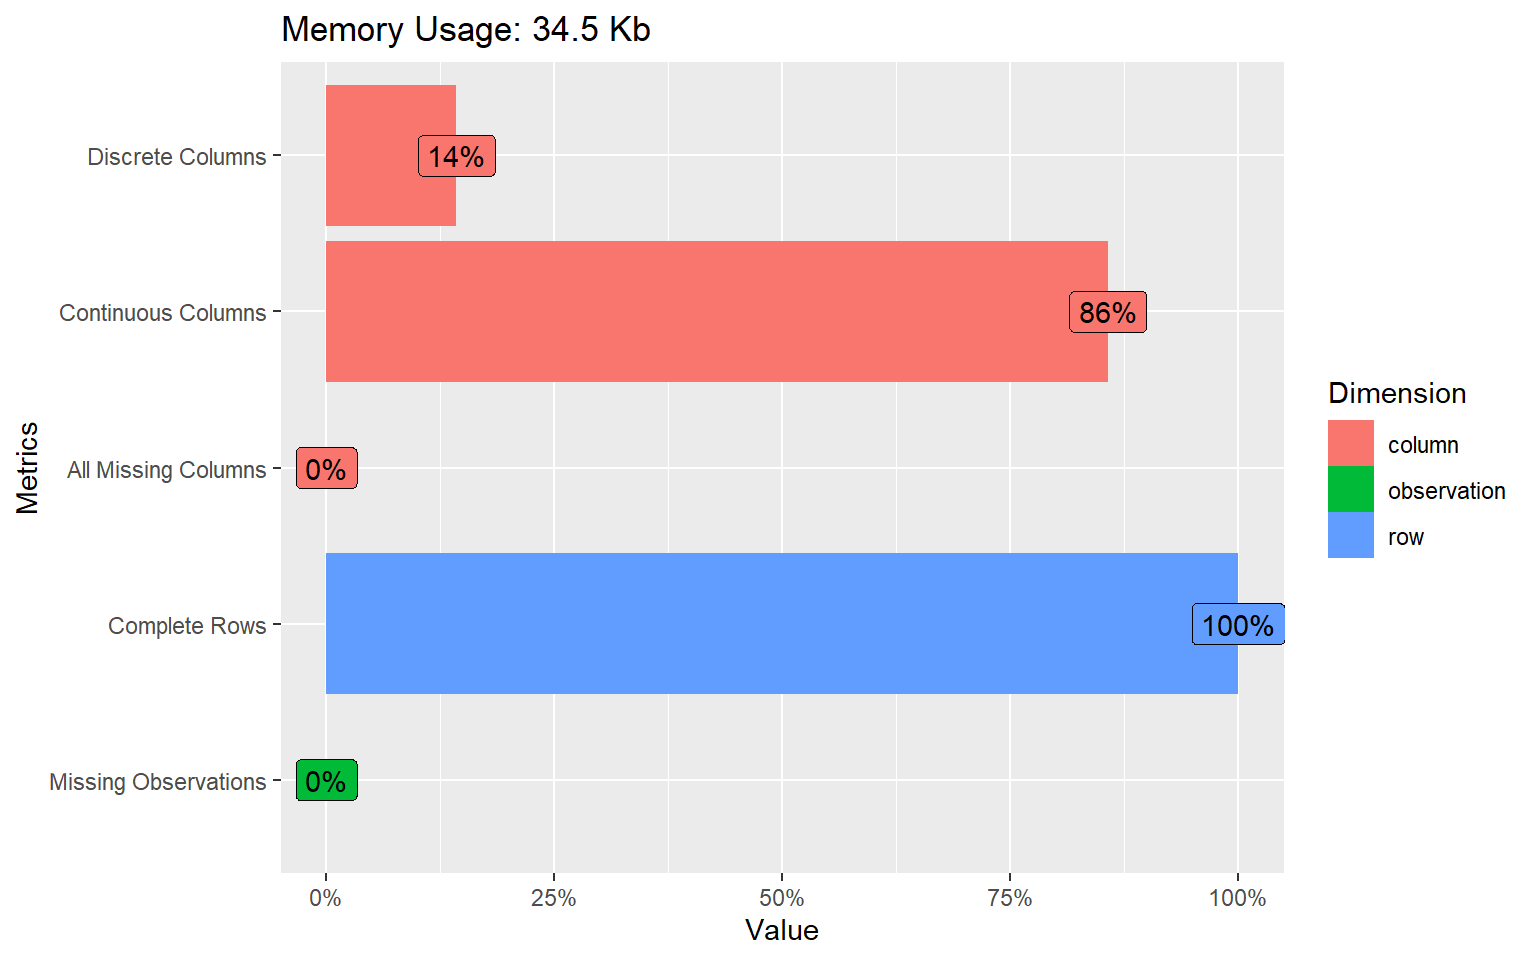 Memory Usage: 34.5 Kb
Discrete Columns
14%
Continuous Columns
86%
All Missing Columns
0%
Complete Rows
100%
Missing Observations
0%
Metrics
0%
25%
50%
75%
100%
Value
Dimension
column
observation
row